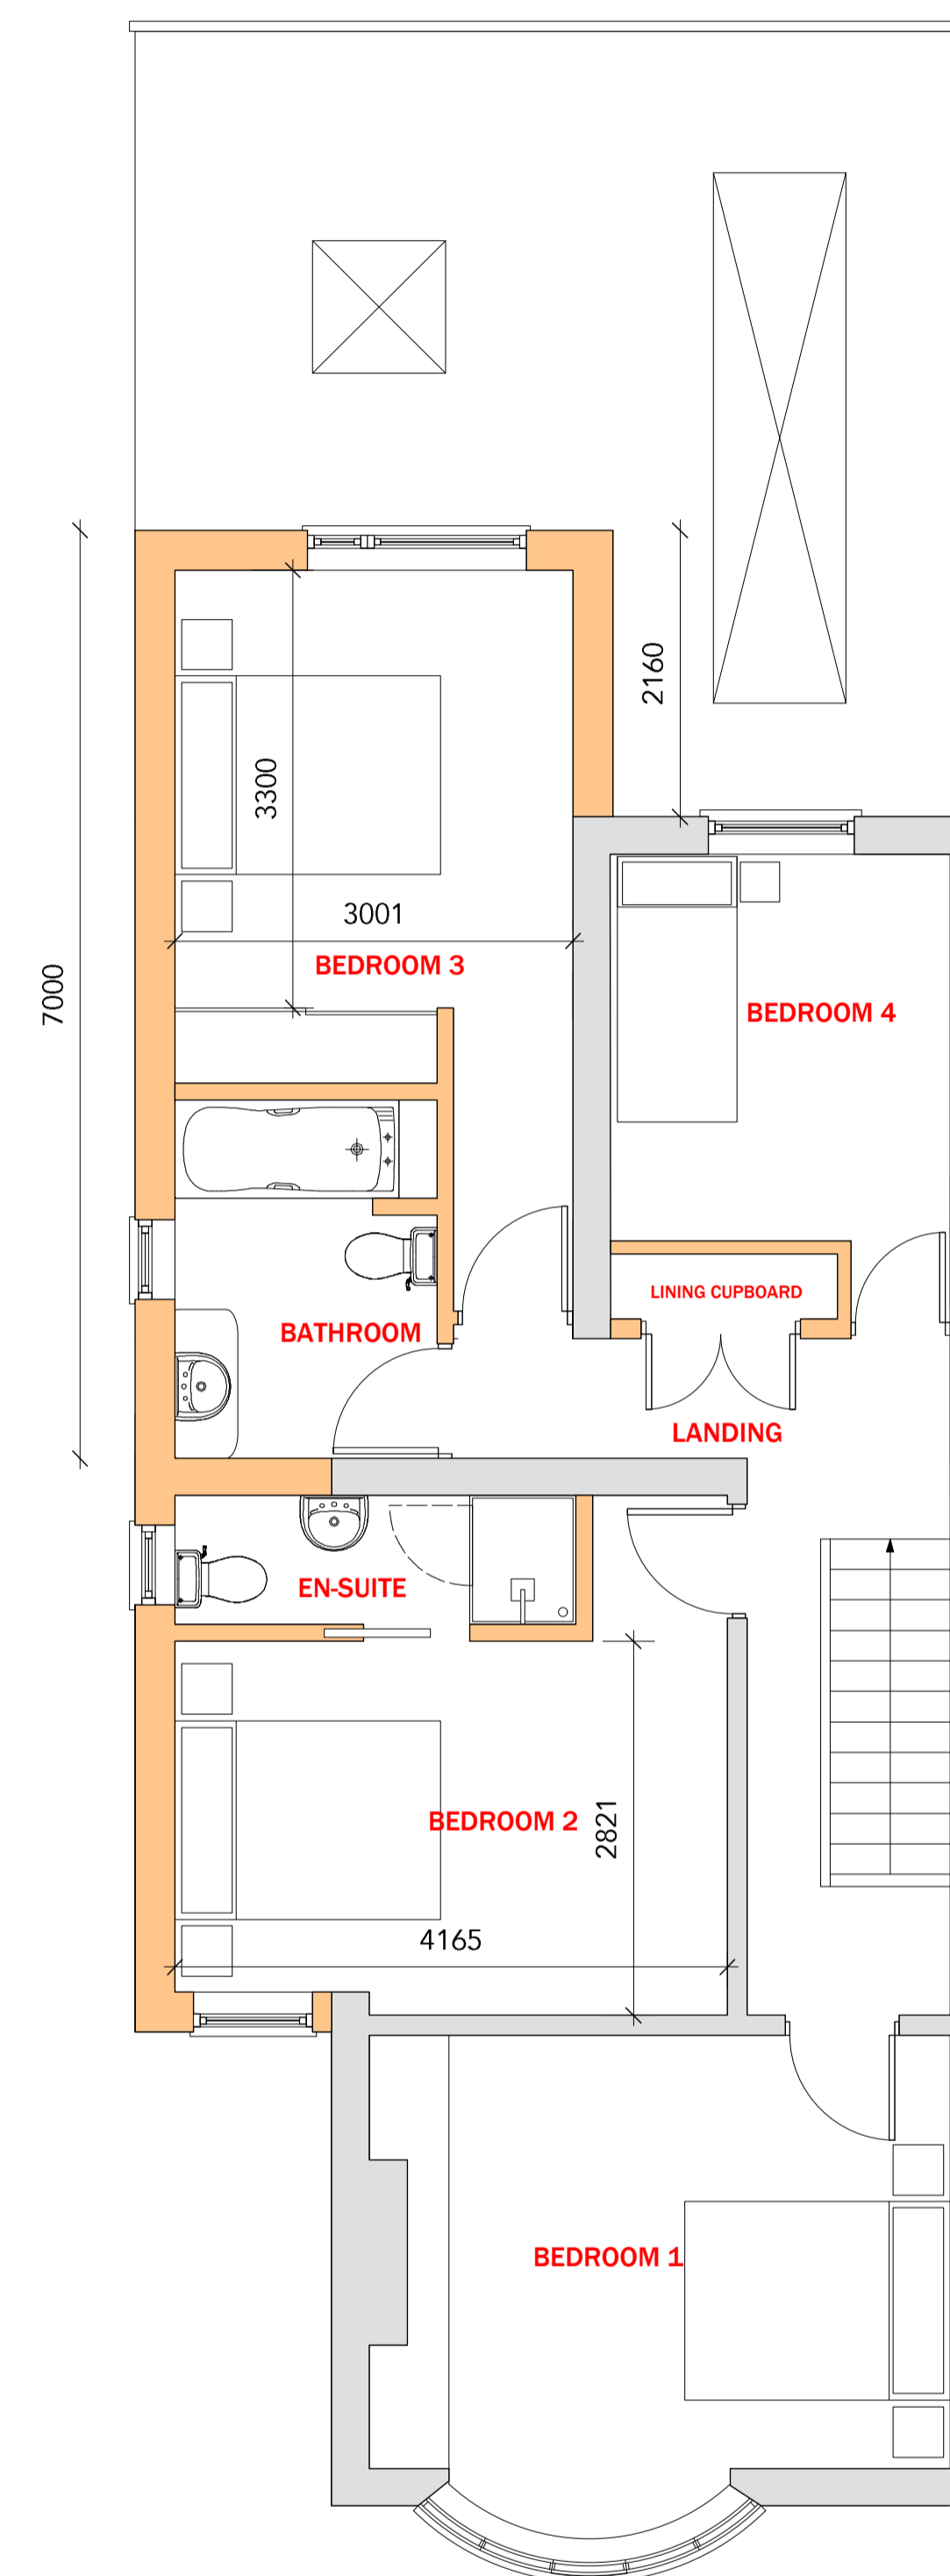 2160
3300
3001
BEDROOM 3
7000
BEDROOM 4
LINING CUPBOARD
BATHROOM
LANDING
EN-SUITE
BEDROOM 2
2821
4165
BEDROOM 1